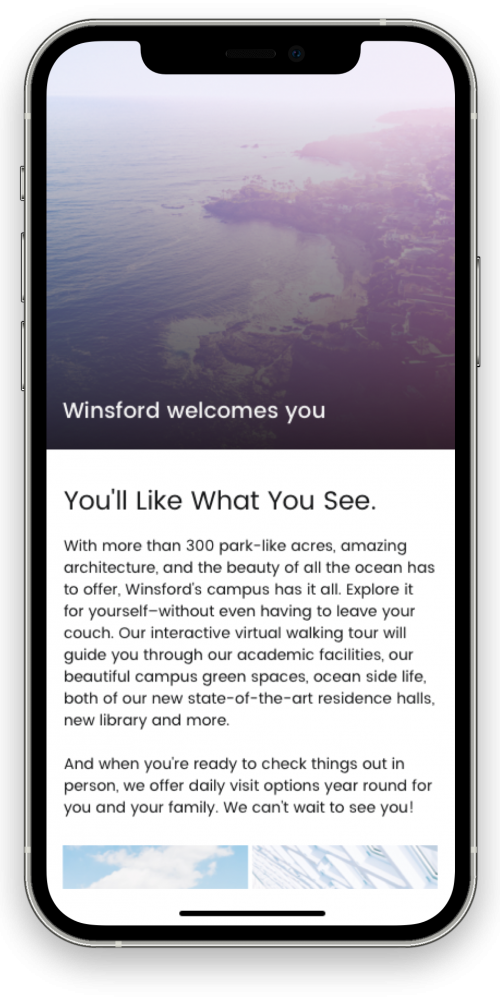 Winsford welcomes you
You'll Like What You See.
With more than 300 park-like acres, amazing
architecture, and the beauty of all the ocean has
to offer, Winsford's campus has it all. Explore it
for yourself–without even having to leave your
couch. Our interactive virtual walking tour will
guide you through our academic facilities, our
beautiful campus green spaces, ocean side life,
both of our new state-of-the-art residence halls,
new library and more.
And when you're ready to check things out in
person, we offer daily visit options year round for
you and your family. We can't wait to see you!